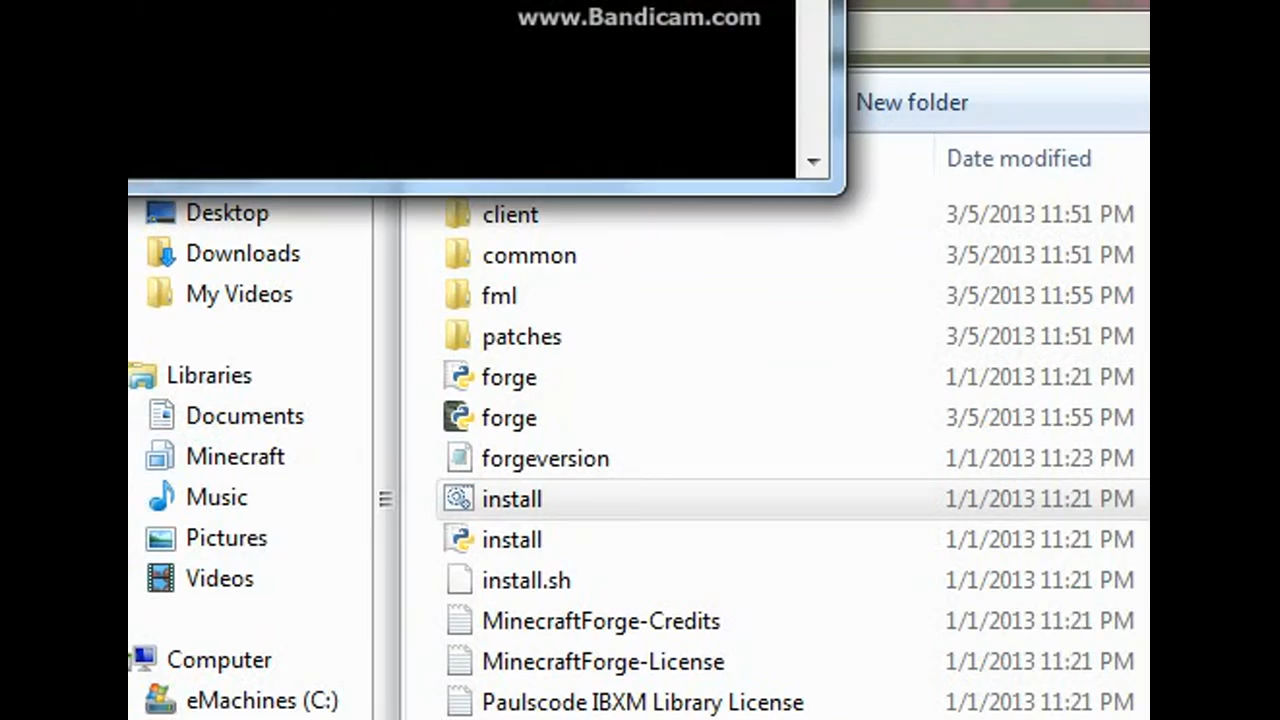 www.Bandicam.com
New folder
Date modified
Desktop
Downloads
My Videos
Libraries
Documents
Minecraft
Music
Pictures
Videos
Computer
eMachines (C:)
client 3/5/2013 11:51 PM
common 3/5/2013 11:51 PM
fml 3/5/2013 11:55 PM
patches 3/5/2013 11:51 PM
forge 1/1/2013 11:21 PM
forge 3/5/2013 11:55 PM
forgeversion 1/1/2013 11:23 PM
install 1/1/2013 11:21 PM
install 1/1/2013 11:21 PM
install.sh 1/1/2013 11:21 PM
MinecraftForge-Credits 1/1/2013 11:21 PM
MinecraftForge-License 1/1/2013 11:21 PM
Paulscode IBXM Library License 1/1/2013 11:21 PM